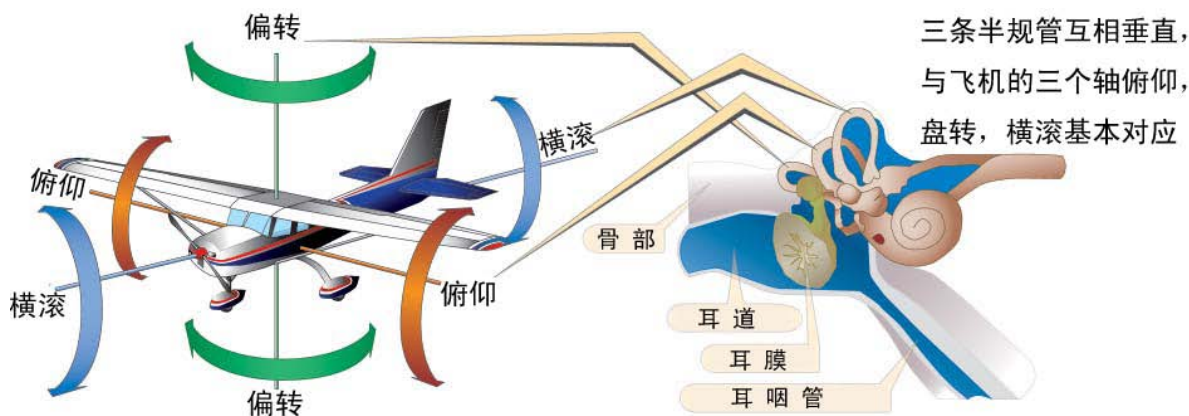 偏转
三条半规管互相垂直，
与飞机的三个轴俯仰，
盘转，横滚基本对应
横滚
俯仰
骨部
横滚
俯仰
耳道
耳膜
耳咽管
偏转